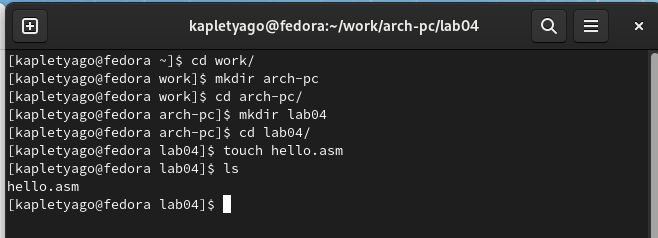 kapletyago@fedora:~/work/arch-pc/lab04
[kapletyago@fedora ~]$ cd work/
[kapletyago@fedora work]$ mkdir arch-pc
[kapletyago@fedora work]$ cd arch-pc/
[kapletyago@fedora arch-pc]$ mkdir lab04
[kapletyago@fedora arch-pc]$ cd lab04/
[kapletyago@fedora lab04]$ touch hello.asm
[kapletyago@fedora lab04]$ ls
hello.asm
[kapletyago@fedora lab04]$